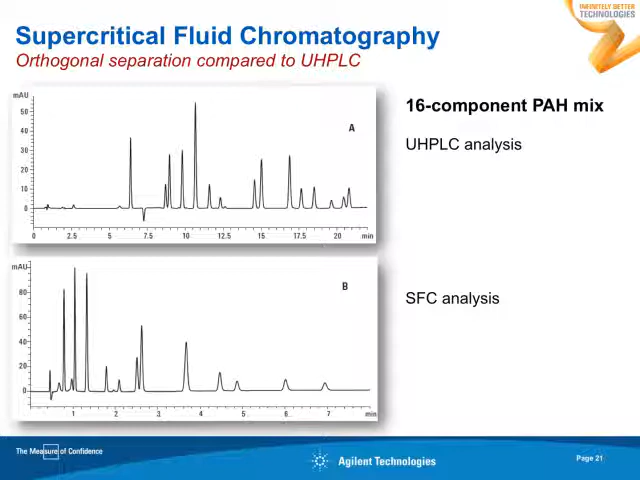 INFINITELY BETTER
TECHNOLOGIES
Supercritical Fluid Chromatography
Orthogonal separation compared to UHPLC
16-component PAH mix
UHPLC analysis
mAU
50
40
30
20
10
0
A
0 2.5 5 7.5 10 12.5 15 17.5 20 min
SFC analysis
mAU
80
60
40
20
0
B
1 2 3 4 5 6 7 min
The Measure of Confidence
Agilent Technologies
Page 21